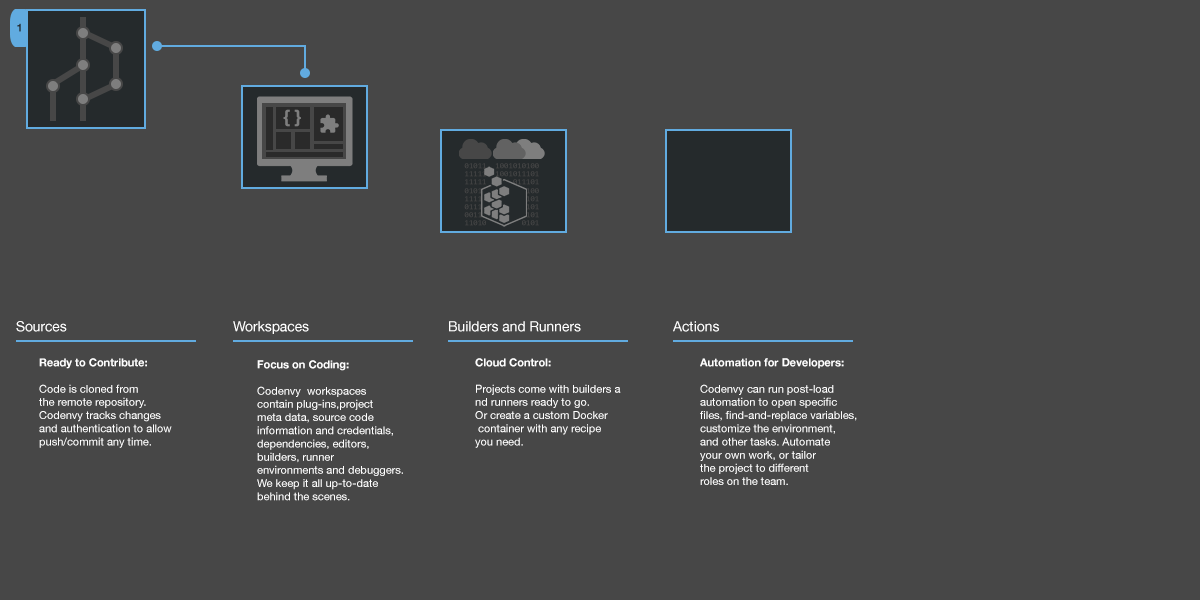 1
{}
Sources
Ready to Contribute:
Code is cloned from
the remote repository.
Codenvy tracks changes
and authentication to allow
push/commit any time.
Workspaces
Focus on Coding:
Codenvy  workspaces
contain plug-ins,project
meta data, source code
information and credentials,
dependencies, editors,
builders, runner
environments and debuggers.
We keep it all up-to-date
behind the scenes.
Builders and Runners
Cloud Control:
Projects come with builders a
nd runners ready to go.
Or create a custom Docker
 container with any recipe
you need.
Actions
Automation for Developers:
Codenvy can run post-load
automation to open specific
files, find-and-replace variables,
customize the environment,
and other tasks. Automate
your own work, or tailor
the project to different
roles on the team.